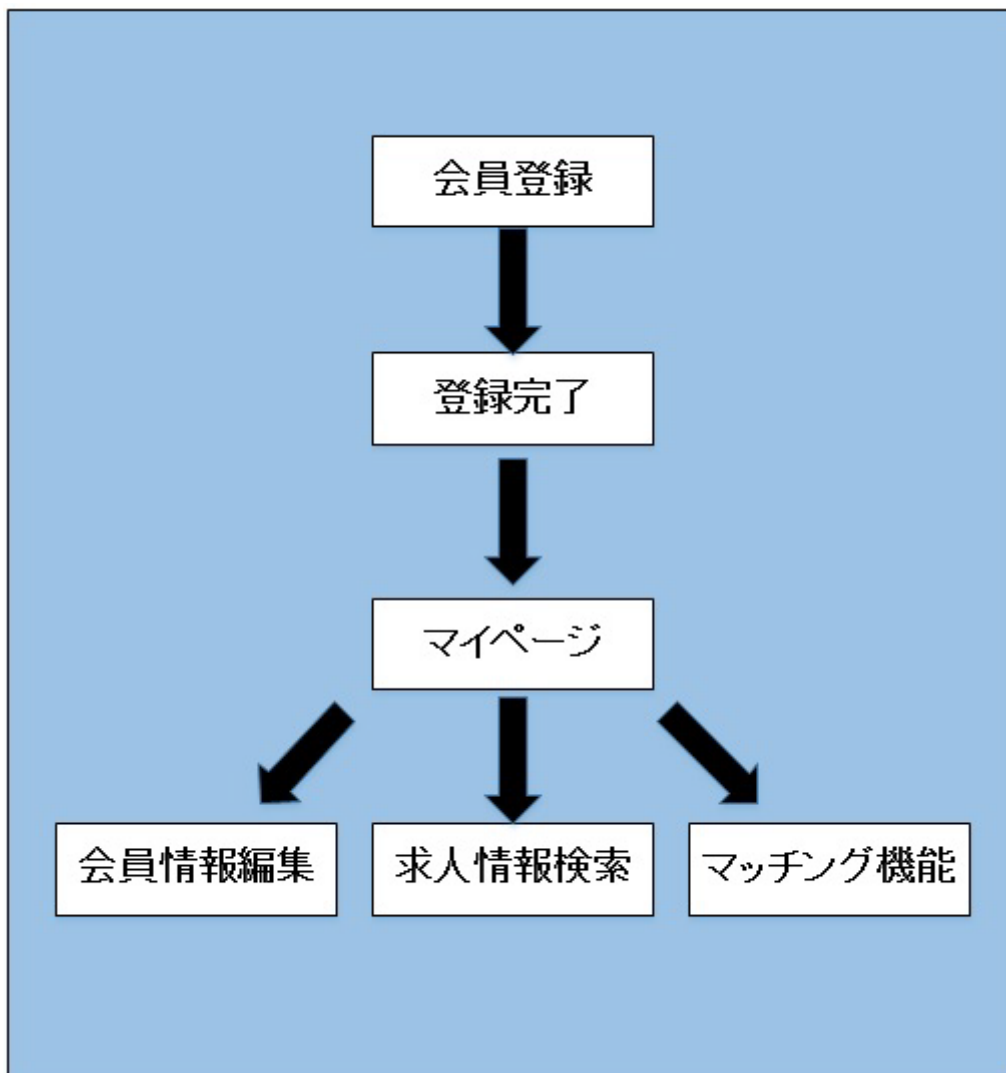 会員登録
登録完了
マイページ
会員情報編集
求人情報検索
マッチング機能